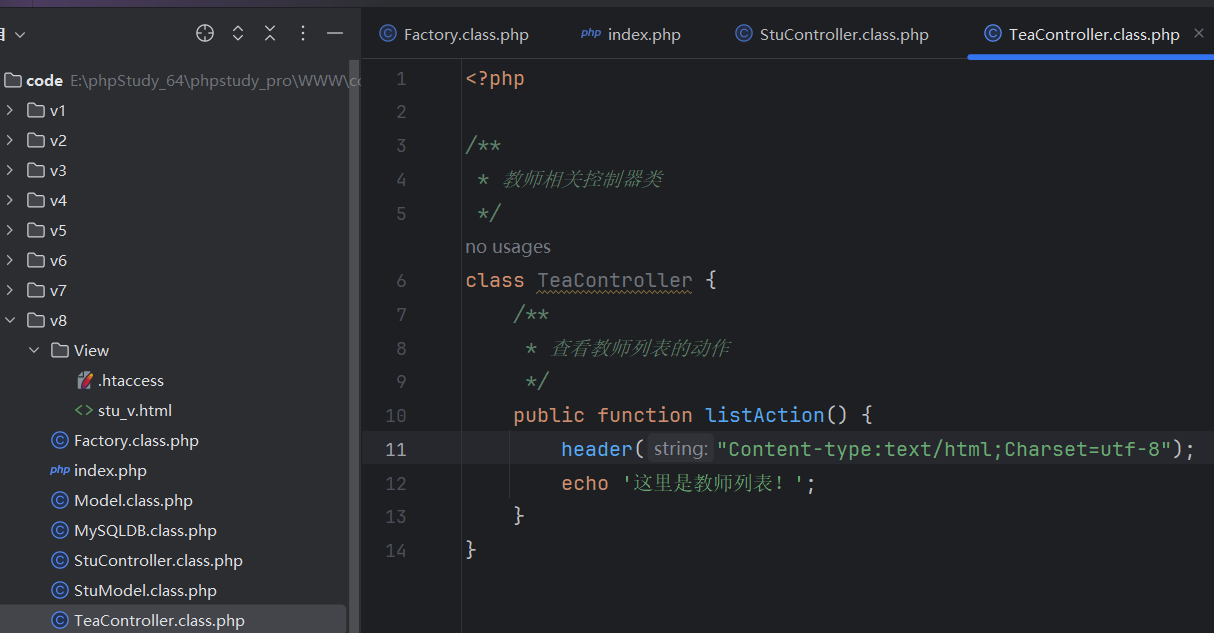 Factory.class.php
index.php
StuController.class.php
TeaController.class.php
code E:\phpStudy_64\phpstudy_pro\WWW\
v1
v2
v3
v4
v5
v6
v7
v8
View
.htaccess
stu_v.html
Factory.class.php
php index.php
Model.class.php
MySQLDB.class.php
StuController.class.php
StuModel.class.php
TeaController.class.php
1 <?php
2
3 /**
4 * 教师相关控制器类
5 */
no usages
6 class TeaController {
7 /**
8 * 查看教师列表的动作
9 */
10 public function listAction() {
11 header( string: "Content-type:text/html;Charset=utf-8");
12 echo '这里是教师列表！';
13 }
14 }